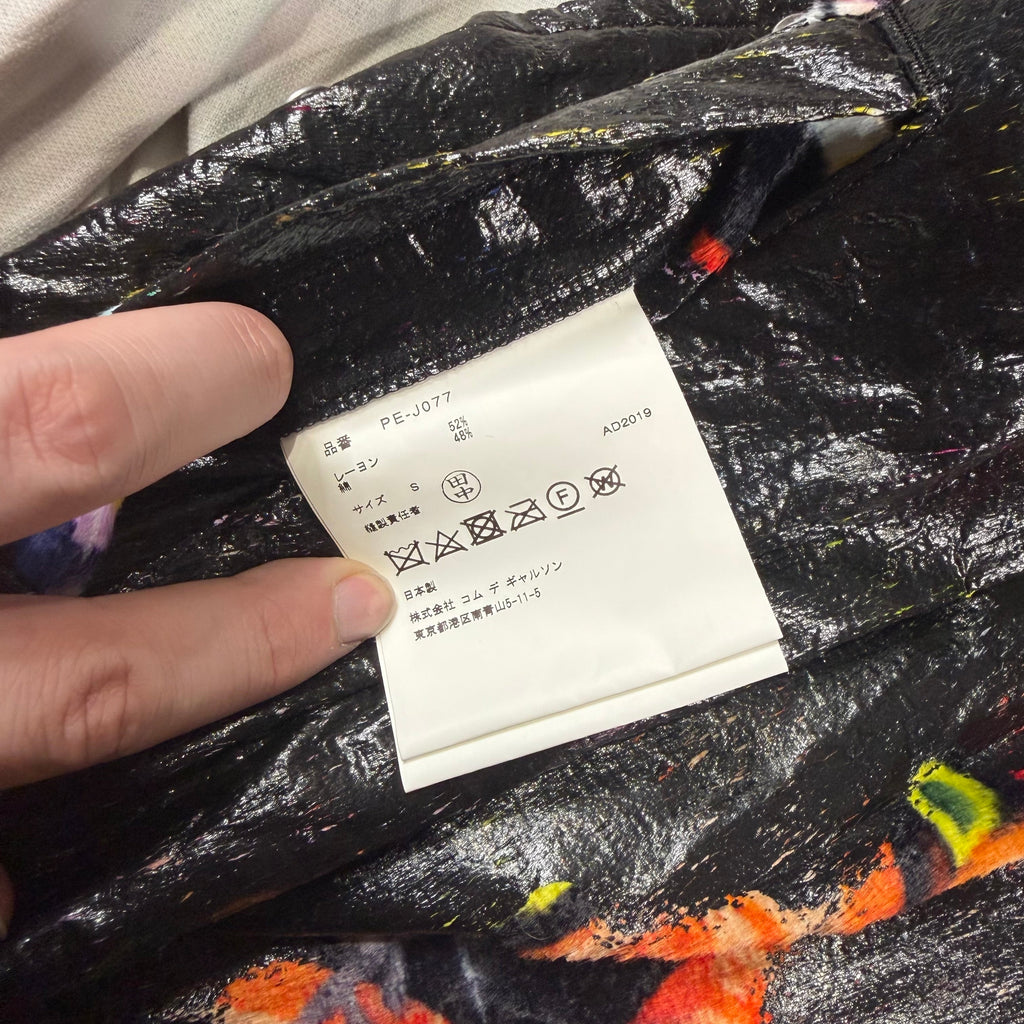 品番 PE-J077
レーヨン 52%
綿 48%
AD2019
サイズ S
縫製責任者 田中
F W
日本製
株式会社 コム デ ギャルソン
東京都港区南青山5-11-5